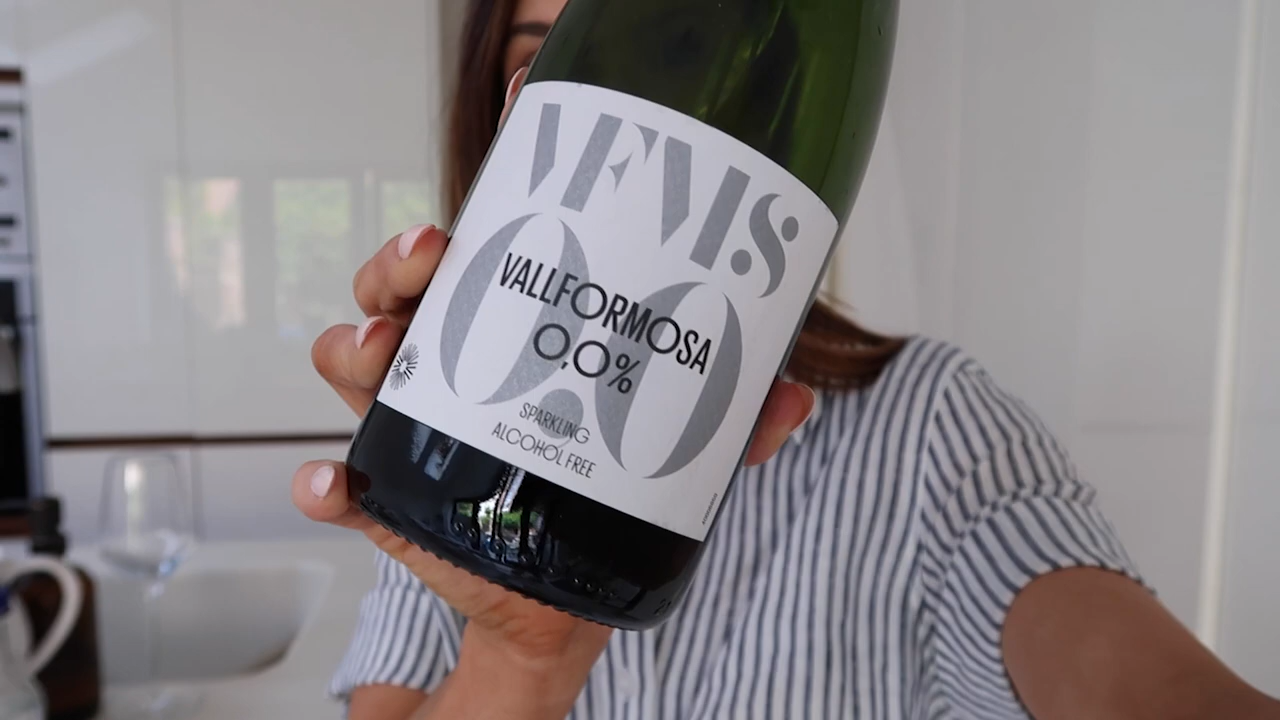 VFMS
0.0
VALLFORMOSA
0,0%
SPARKLING
ALCOHOL FREE